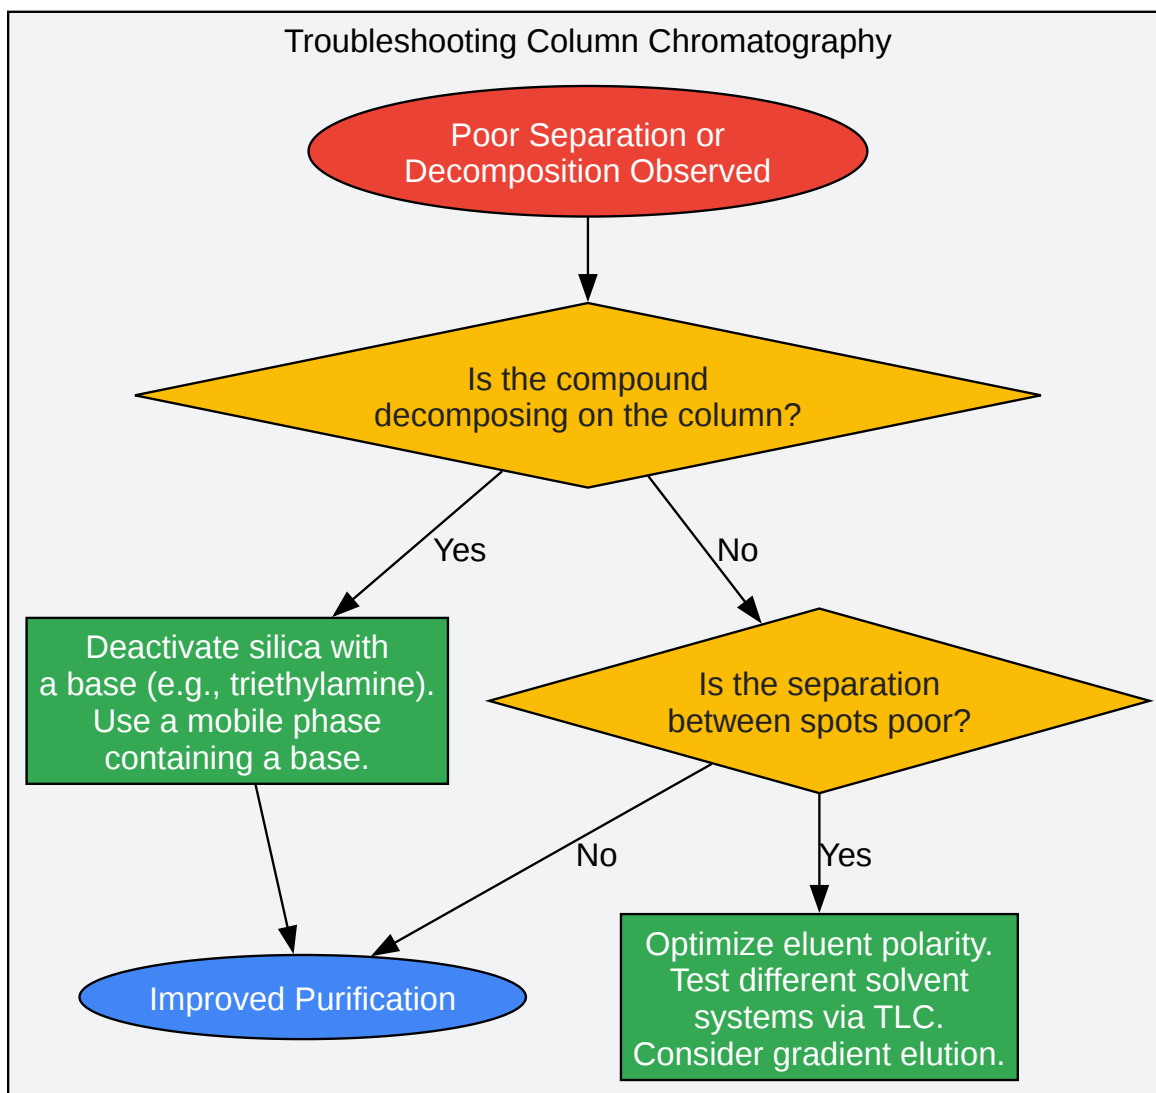 Troubleshooting Column Chromatography
Poor Separation or
Decomposition Observed
Is the compound
decomposing on the column?
Yes
No
Deactivate silica with
a base (e.g., triethylamine).
Use a mobile phase
containing a base.
Is the separation
between spots poor?
No
Yes
Improved Purification
Optimize eluent polarity.
Test different solvent
systems via TLC.
Consider gradient elution.